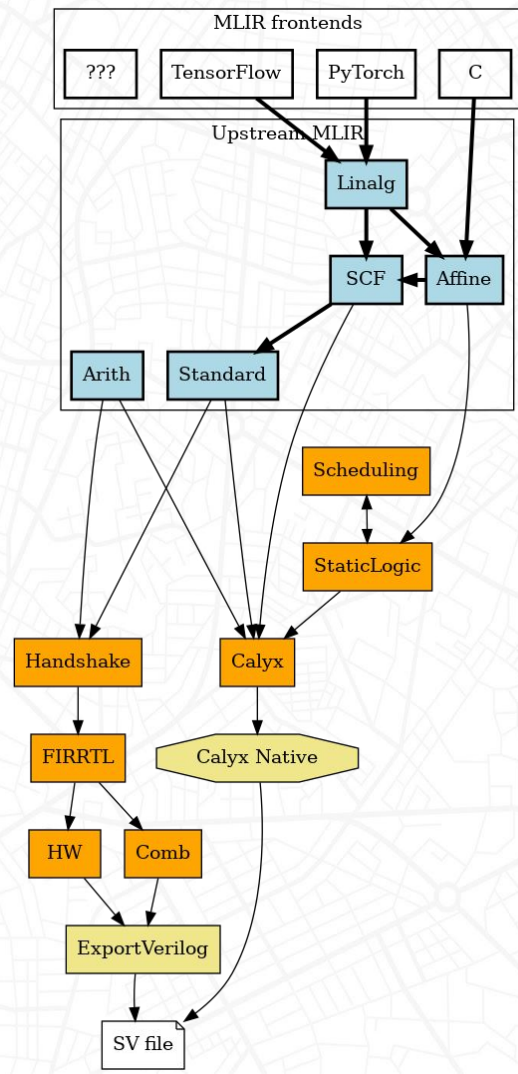 MLIR frontends
???
TensorFlow
PyTorch
C
Upstream MLIR
Linalg
SCF
Affine
Arith
Standard
Scheduling
StaticLogic
Handshake
Calyx
FIRRTL
Calyx Native
HW
Comb
ExportVerilog
SV file